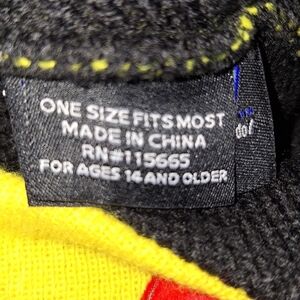 ONE SIZE FITS MOST
MADE IN CHINA
RN#115665
FOR AGES 14 AND OLDER